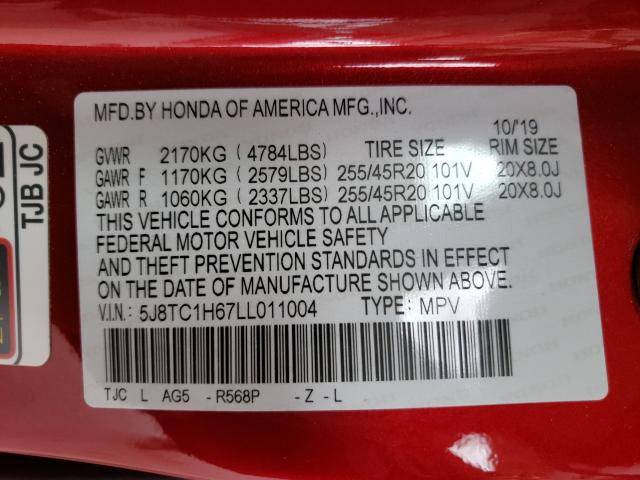 MFD.BY HONDA OF AMERICA MFG.,INC.
10/'19
GVWR 2170KG (4784LBS) TIRE SIZE RIM SIZE
GAWR F 1170KG (2579LBS) 255/45R20 101V 20X8.0J
GAWR R 1060KG (2337LBS) 255/45R20 101V 20X8.0J
THIS VEHICLE CONFORMS TO ALL APPLICABLE
FEDERAL MOTOR VEHICLE SAFETY
AND THEFT PREVENTION STANDARDS IN EFFECT
ON THE DATE OF MANUFACTURE SHOWN ABOVE.
V.I.N.: 5J8TC1H67LL011004 TYPE: MPV
TJC L AG5 -R568P -Z -L
TJB JC